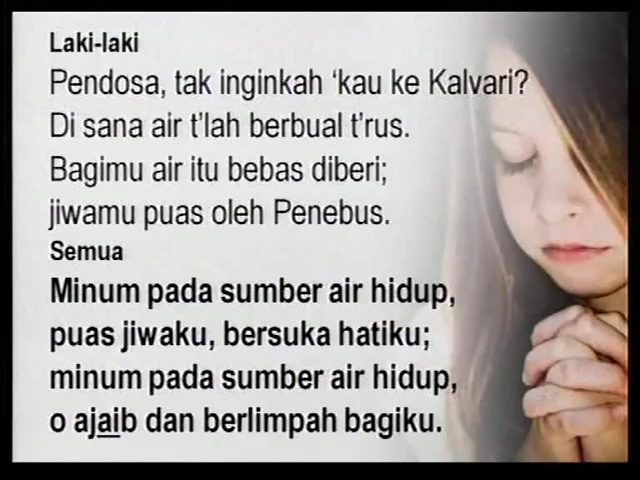 Laki-laki
Pendosa, tak inginkah ‘kau ke Kalvari?
Di sana air t’lah berbual t’rus.
Bagimu air itu bebas diberi;
jiwamu puas oleh Penebus.
Semua
Minum pada sumber air hidup,
puas jiwaku, bersuka hatiku;
minum pada sumber air hidup,
o ajaib dan berlimpah bagiku.